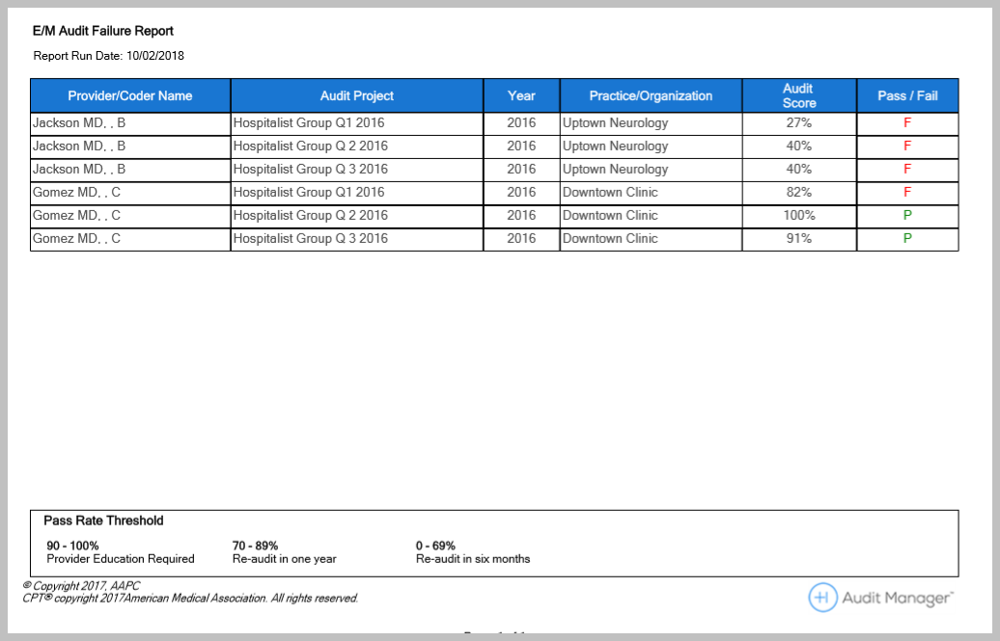 E/M Audit Failure Report
Report Run Date: 10/02/2018
Provider/Coder Name Audit Project Year Practice/Organization Audit Score Pass / Fail
Jackson MD, , B Hospitalist Group Q1 2016 2016 Uptown Neurology 27% F
Jackson MD, , B Hospitalist Group Q 2 2016 2016 Uptown Neurology 40% F
Jackson MD, , B Hospitalist Group Q 3 2016 2016 Uptown Neurology 40% F
Gomez MD, , C Hospitalist Group Q1 2016 2016 Downtown Clinic 82% F
Gomez MD, , C Hospitalist Group Q 2 2016 2016 Downtown Clinic 100% P
Gomez MD, , C Hospitalist Group Q 3 2016 2016 Downtown Clinic 91% P
Pass Rate Threshold
90 - 100% 70 - 89% 0 - 69%
Provider Education Required Re-audit in one year Re-audit in six months
© Copyright 2017, AAPC
CPT® copyright 2017American Medical Association. All rights reserved.
Audit Manager™